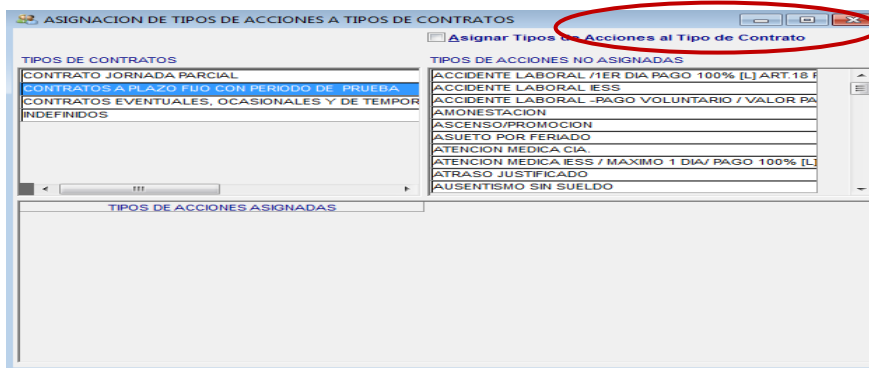 ASIGNACION DE TIPOS DE ACCIONES A TIPOS DE CONTRATOS
Asignar Tipos de Acciones al Tipo de Contrato
TIPOS DE CONTRATOS
CONTRATO JORNADA PARCIAL
CONTRATOS A PLAZO FIJO CON PERIODO DE PRUEBA
CONTRATOS EVENTUALES, OCASIONALES Y DE TEMPOR
INDEFINIDOS
TIPOS DE ACCIONES NO ASIGNADAS
ACCIDENTE LABORAL /1ER DIA PAGO 100% [L] ART.18 F
ACCIDENTE LABORAL IESS
ACCIDENTE LABORAL -PAGO VOLUNTARIO / VALOR PA
AMONESTACION
ASCENSO/PROMOCION
ASUETO POR FERIADO
ATENCION MEDICA CIA.
ATENCION MEDICA IESS / MAXIMO 1 DIA/ PAGO 100% [L]
ATRASO JUSTIFICADO
AUSENTISMO SIN SUELDO
TIPOS DE ACCIONES ASIGNADAS